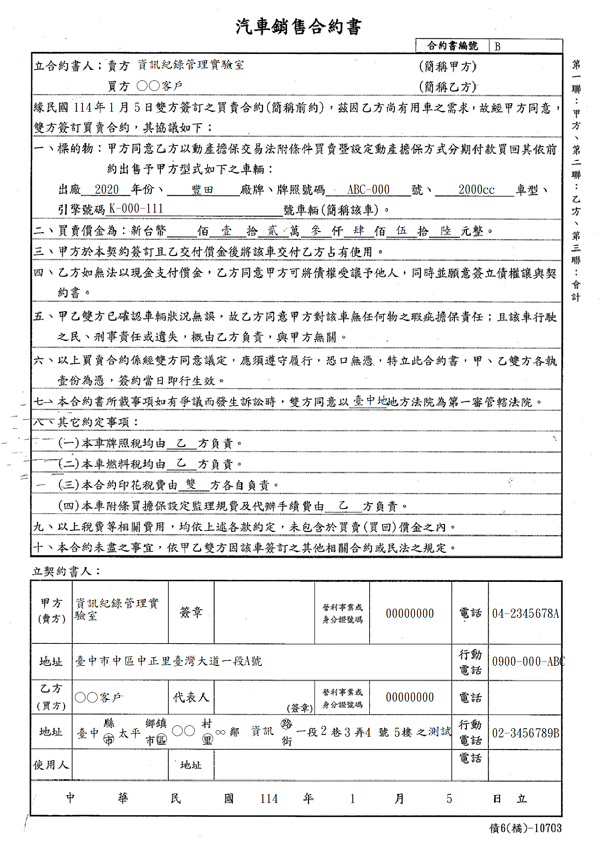 汽車銷售合約書
合約書編號 B
立合約書人：賣方 資訊紀錄管理實驗室 (簡稱甲方)
買方 ○○客戶 (簡稱乙方)
緣民國 114 年 1 月 5 日雙方簽訂之買賣合約(簡稱前約)，茲因乙方尚有用車之需求，故經甲方同意，
雙方簽訂買賣合約，其協議如下：
一、標的物：甲方同意乙方以動產擔保交易法附條件買賣暨設定動產擔保方式分期付款買回其依前
約出售予甲方型式如下之車輛：
出廠 2020 年份、 豐田 廠牌、牌照號碼 ABC-000 號、 2000cc 車型、
引擎號碼 K-000-111 號車輛(簡稱該車)。
二、買賣價金為：新台幣 佰 壹 拾 貳 萬 參 仟 肆 佰 伍 拾 陸 元整。
三、甲方於本契約簽訂且乙交付價金後將該車交付乙方占有使用。
四、乙方如無法以現金支付價金，乙方同意甲方可將債權受讓予他人，同時並願意簽立債權讓與契
約書。
五、甲乙雙方已確認車輛狀況無誤，故乙方同意甲方對該車無任何物之瑕疵擔保責任；且該車行駛
之民、刑事責任或遺失，概由乙方負責，與甲方無關。
六、以上買賣合約係經雙方同意議定，應須遵守履行，恐口無憑，特立此合約書，甲、乙雙方各執
壹份為憑，簽約當日即行生效。
七、本合約書所載事項如有爭議而發生訴訟時，雙方同意以 臺中地 地方法院為第一審管轄法院。
八、其它約定事項：
(一)本車牌照稅均由 乙 方負責。
(二)本車燃料稅均由 乙 方負責。
(三)本合約印花稅費由 雙 方各自負責。
(四)本車附條買擔保設定監理規費及代辦手續費由 乙 方負責。
九、以上稅費等相關費用，均依上述各款約定，未包含於買賣(買回)價金之內。
十、本合約未盡之事宜，依甲乙雙方因該車簽訂之其他相關合約或民法之規定。
第一聯：甲方、第二聯：乙方、第三聯：會計
立契約書人：
甲方(賣方) 資訊紀錄管理實驗室 簽章 營利事業或身分證號碼 00000000 電話 04-2345678A
地址 臺中市中區中正里臺灣大道一段A號 行動電話 0900-000-ABC
乙方(買方) ○○客戶 代表人 (簽章) 營利事業或身分證號碼 00000000 電話
地址 臺中 縣市 太平 鄉鎮市區 ○○ 村里 ∞ 鄰 資訊 路街 一段 2 巷 3 弄 4 號 5 樓 之測試 行動電話 02-3456789B
使用人 地址 電話
中 華 民 國 114 年 1 月 5 日 立
債6(橘)-10703